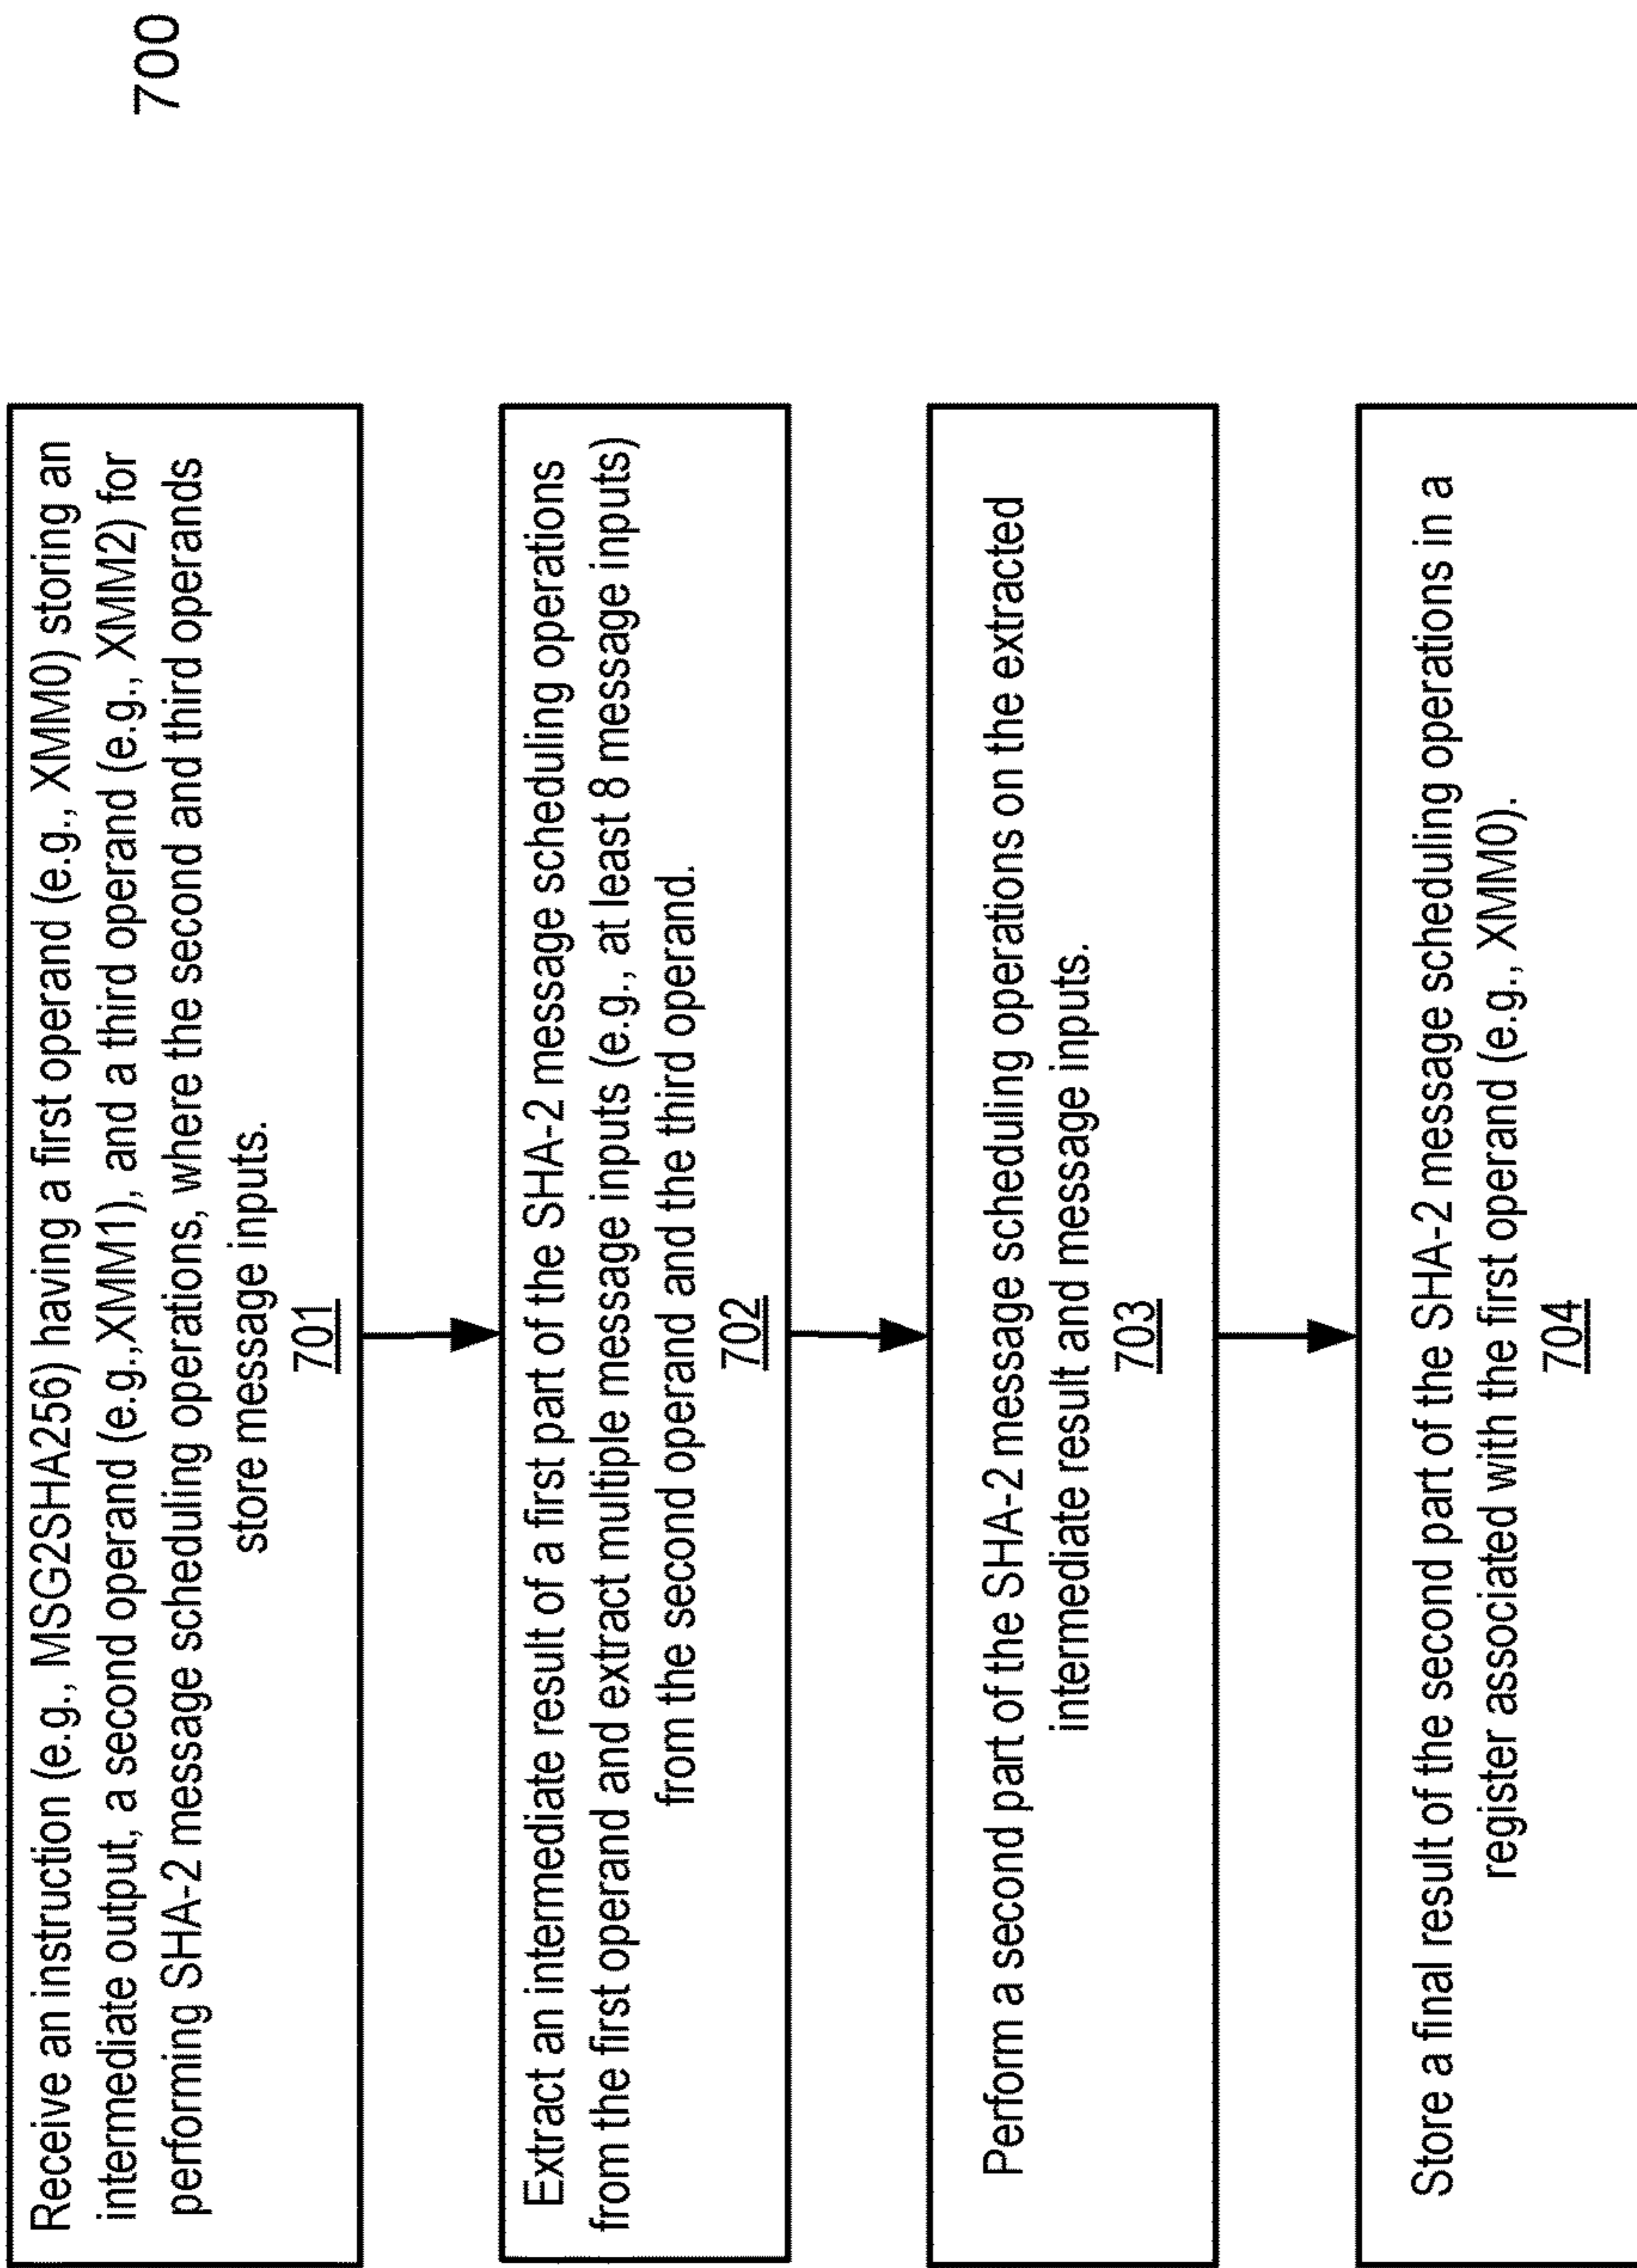 700
Receive an instruction (e.g., MSG2SHA256) having a first operand (e.g., XMM0) storing an
intermediate output, a second operand (e.g.,XMM1), and a third operand (e.g., XMM2) for
performing SHA-2 message scheduling operations, where the second and third operands
store message inputs.
701
Extract an intermediate result of a first part of the SHA-2 message scheduling operations
from the first operand and extract multiple message inputs (e.g., at least 8 message inputs)
from the second operand and the third operand.
702
Perform a second part of the SHA-2 message scheduling operations on the extracted
intermediate result and message inputs.
703
Store a final result of the second part of the SHA-2 message scheduling operations in a
register associated with the first operand (e.g., XMM0).
704